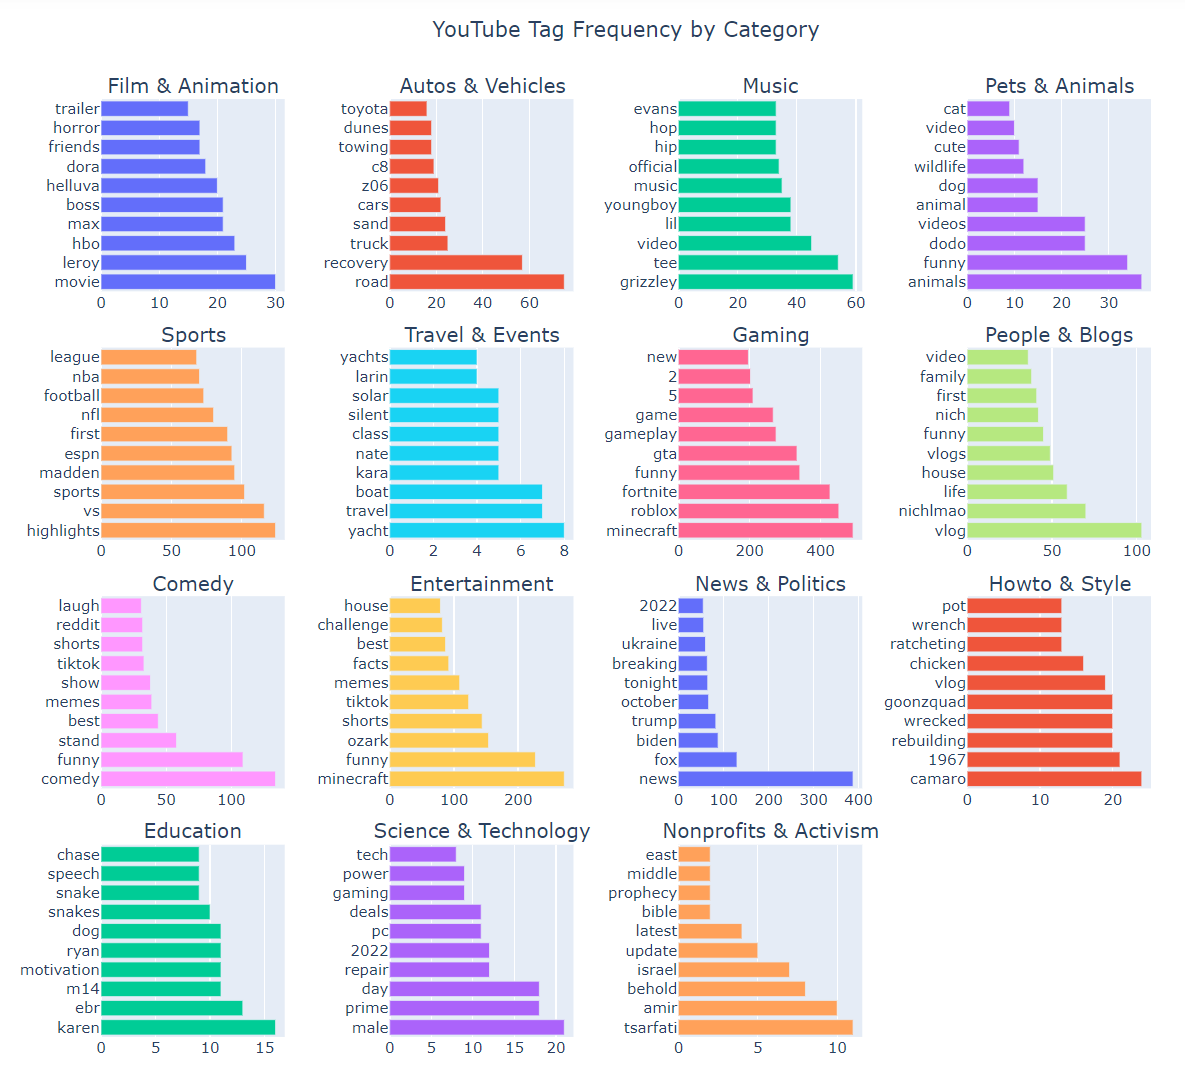 YouTube Tag Frequency by Category
Film & Animation
trailer
horror
friends
dora
helluva
boss
max
hbo
leroy
movie
0 10 20 30
Autos & Vehicles
toyota
dunes
towing
c8
z06
cars
sand
truck
recovery
road
0 20 40 60
Music
evans
hop
hip
official
music
youngboy
lil
video
tee
grizzley
0 20 40 60
Pets & Animals
cat
video
cute
wildlife
dog
animal
videos
dodo
funny
animals
0 10 20 30
Sports
league
nba
football
nfl
first
espn
madden
sports
vs
highlights
0 50 100
Travel & Events
yachts
larin
solar
silent
class
nate
kara
boat
travel
yacht
0 2 4 6 8
Gaming
new
2
5
game
gameplay
gta
funny
fortnite
roblox
minecraft
0 200 400
People & Blogs
video
family
first
nich
funny
vlogs
house
life
nichlmao
vlog
0 50 100
Comedy
laugh
reddit
shorts
tiktok
show
memes
best
stand
funny
comedy
0 50 100
Entertainment
house
challenge
best
facts
memes
tiktok
shorts
ozark
funny
minecraft
0 100 200
News & Politics
2022
live
ukraine
breaking
tonight
october
trump
biden
fox
news
0 100 200 300 400
Howto & Style
pot
wrench
ratcheting
chicken
vlog
goonzquad
wrecked
rebuilding
1967
camaro
0 10 20
Education
chase
speech
snake
snakes
dog
ryan
motivation
m14
ebr
karen
0 5 10 15
Science & Technology
tech
power
gaming
deals
pc
2022
repair
day
prime
male
0 5 10 15 20
Nonprofits & Activism
east
middle
prophecy
bible
latest
update
israel
behold
amir
tsarfati
0 5 10